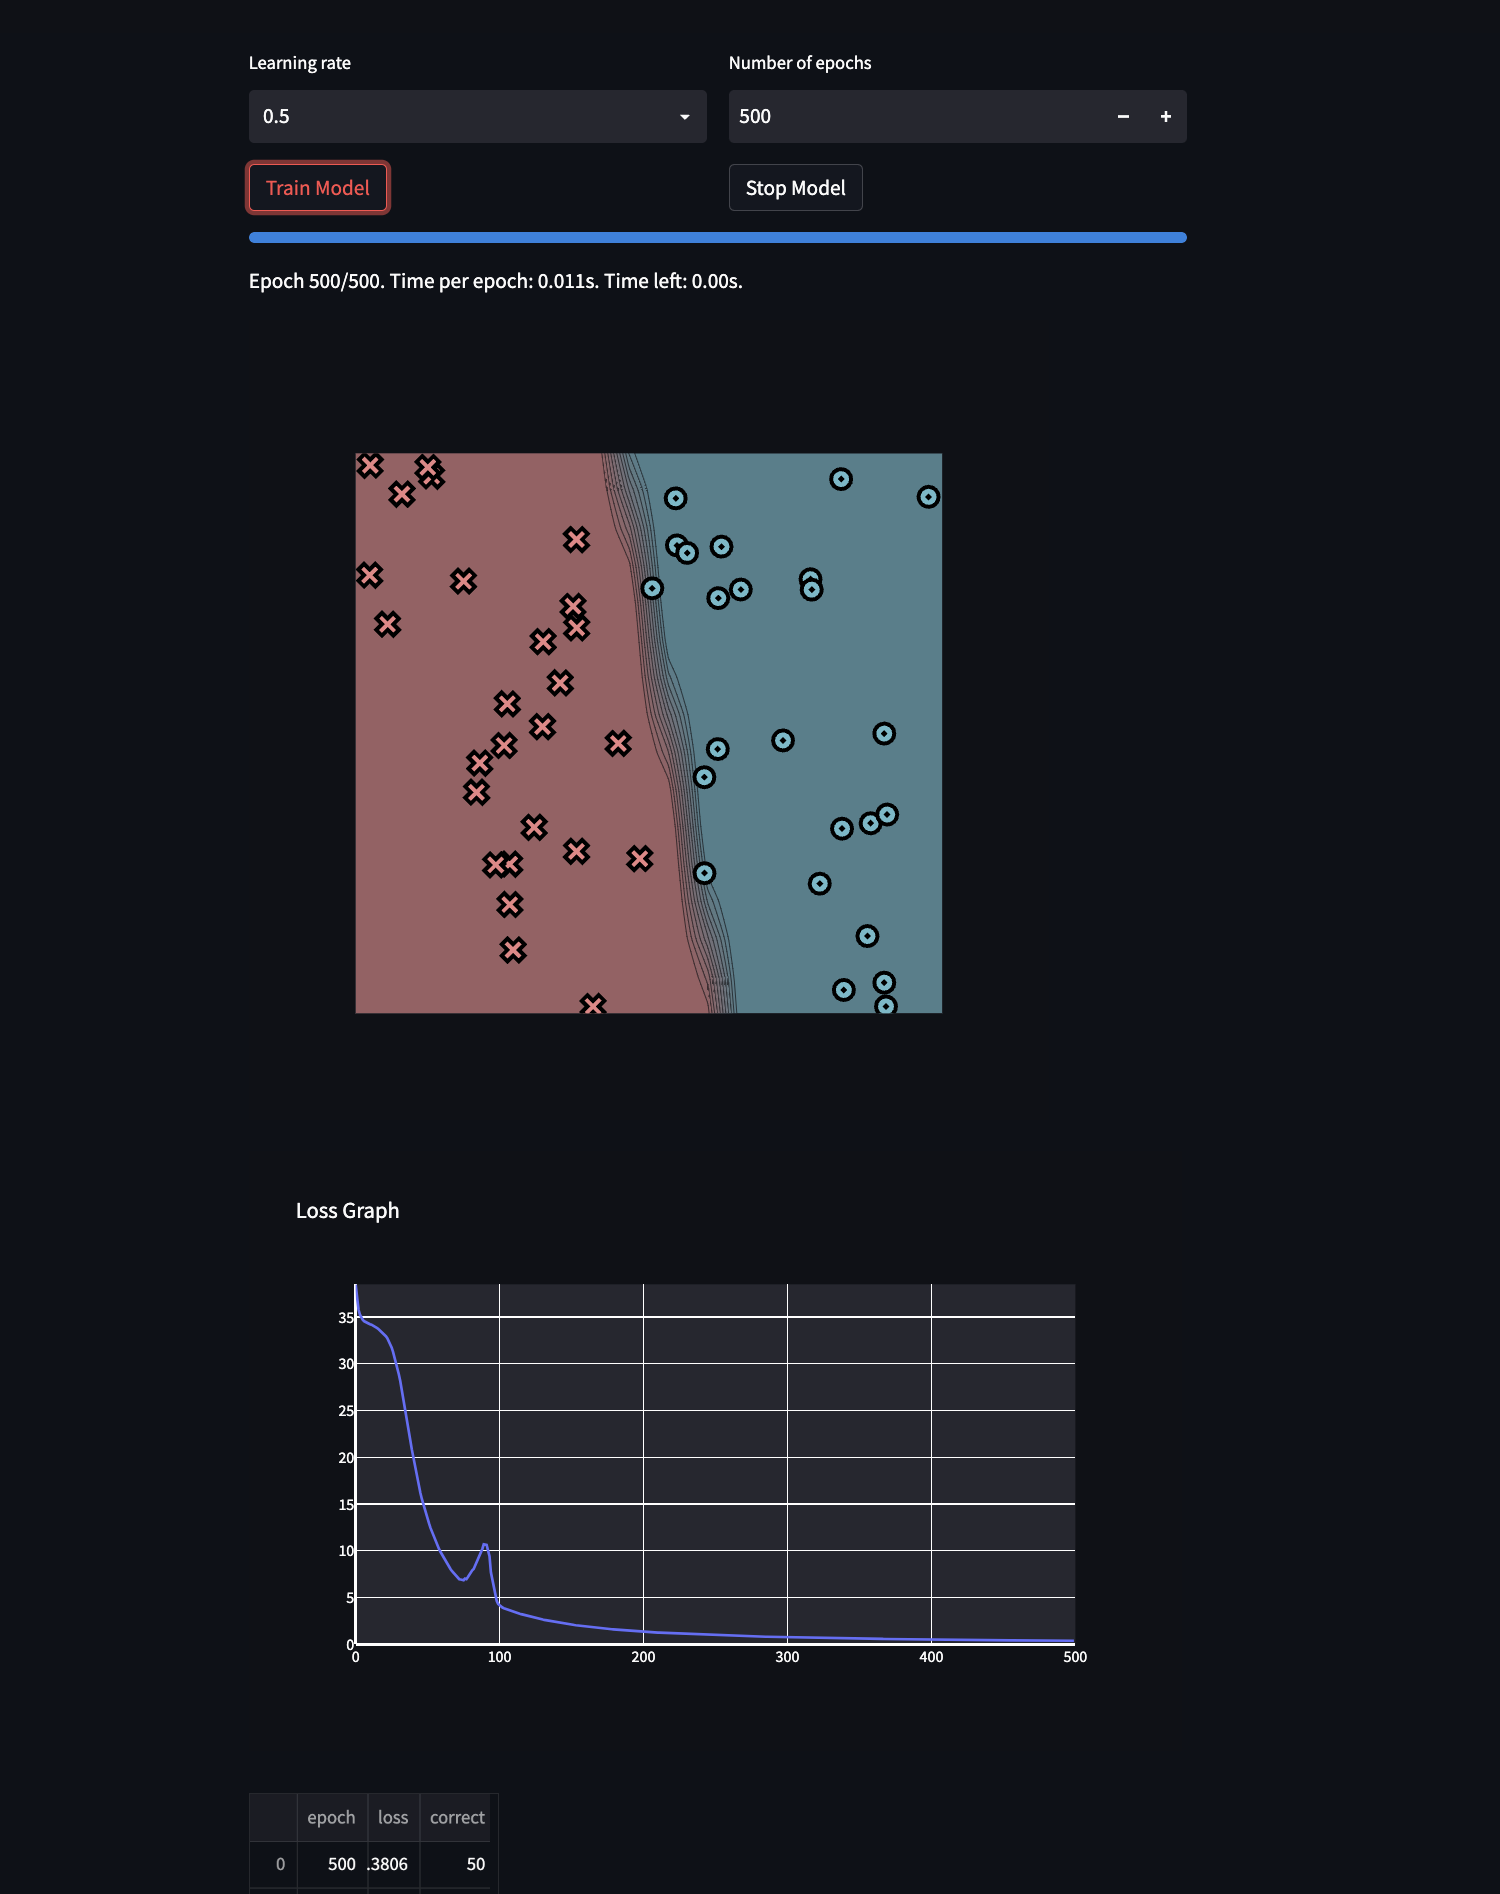 Learning rate
Number of epochs
0.5
500
Train Model
Stop Model
Epoch 500/500. Time per epoch: 0.011s. Time left: 0.00s.
Loss Graph
35
30
25
20
15
10
5
0
0 100 200 300 400 500
epoch loss correct
0 500 .3806 50